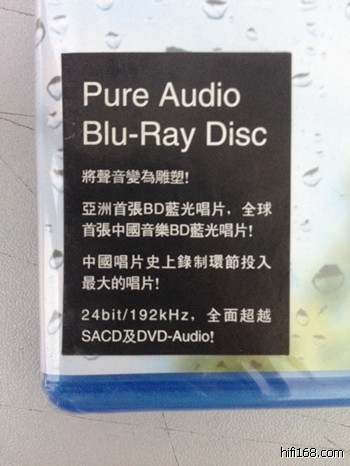 Pure Audio
Blu-Ray Disc
將聲音變為雕塑!
亞洲首張BD藍光唱片，全球
首張中國音樂BD藍光唱片!
中國唱片史上錄制環節投入
最大的唱片!
24bit/192kHz，全面超越
SACD及DVD-Audio!
hifi168.com